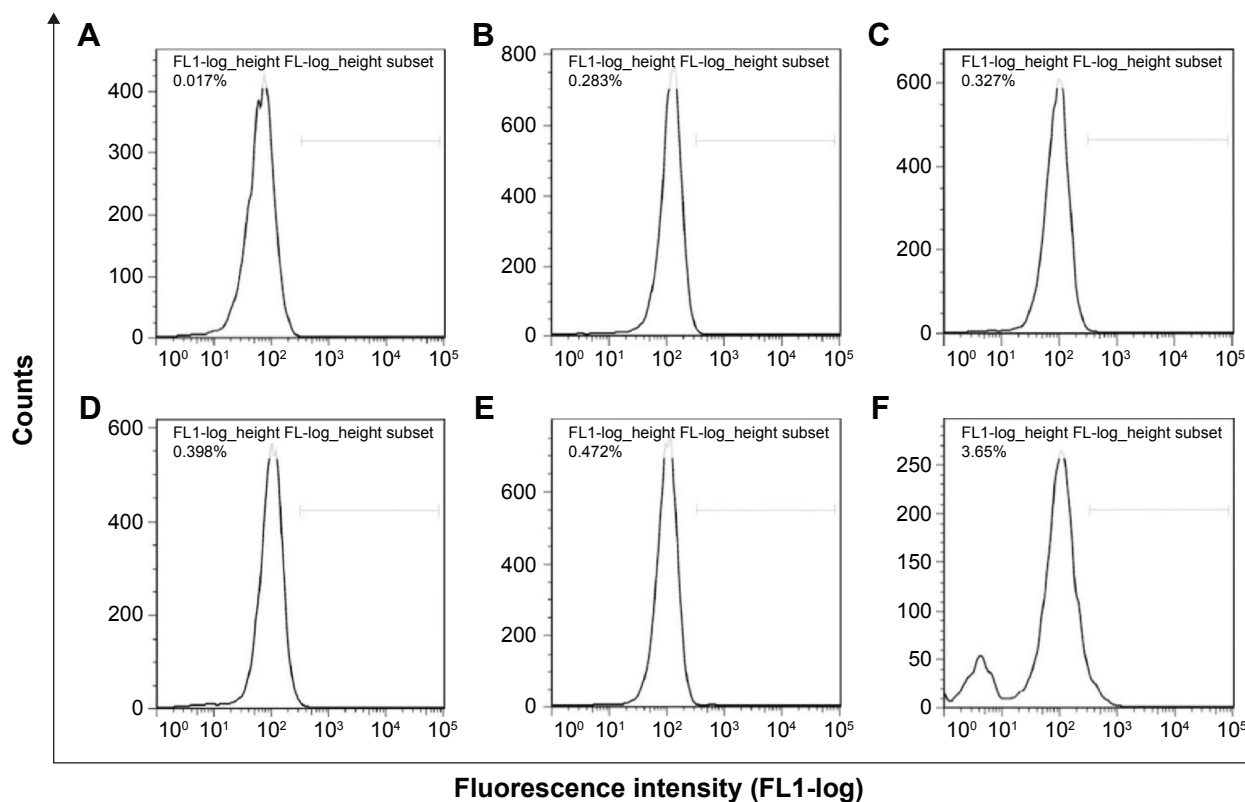 A
FL1-log_height FL-log_height subset
0.017%
400
300
200
100
0
10⁰ 10¹ 10² 10³ 10⁴ 10⁵
B
FL1-log_height FL-log_height subset
0.283%
800
600
400
200
0
10⁰ 10¹ 10² 10³ 10⁴ 10⁵
C
FL1-log_height FL-log_height subset
0.327%
600
400
200
0
10⁰ 10¹ 10² 10³ 10⁴ 10⁵
Counts
D
FL1-log_height FL-log_height subset
0.398%
600
400
200
0
10⁰ 10¹ 10² 10³ 10⁴ 10⁵
E
FL1-log_height FL-log_height subset
0.472%
600
400
200
0
10⁰ 10¹ 10² 10³ 10⁴ 10⁵
F
FL1-log_height FL-log_height subset
3.65%
250
200
150
100
50
0
10⁰ 10¹ 10² 10³ 10⁴ 10⁵
Fluorescence intensity (FL1-log)